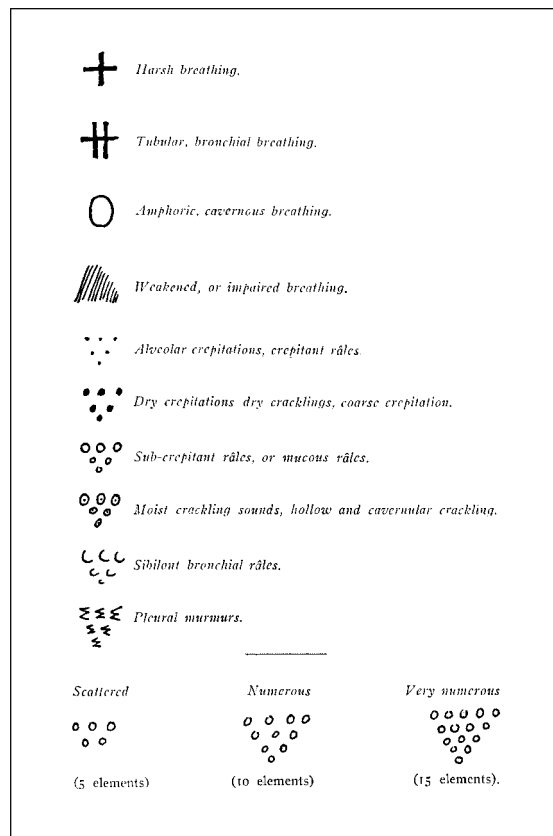 Harsh breathing.
Tubular, bronchial breathing.
Amphoric, cavernous breathing.
Weakened, or impaired breathing.
Alveolar crepitations, crepitant râles
Dry crepitations dry cracklings, coarse crepitation.
Sub-crepitant râles, or mucous râles.
Moist crackling sounds, hollow and cavernular crackling.
Sibilant bronchial râles.
Pleural murmurs.
Scattered Numerous Very numerous
(5 elements) (10 elements) (15 elements).